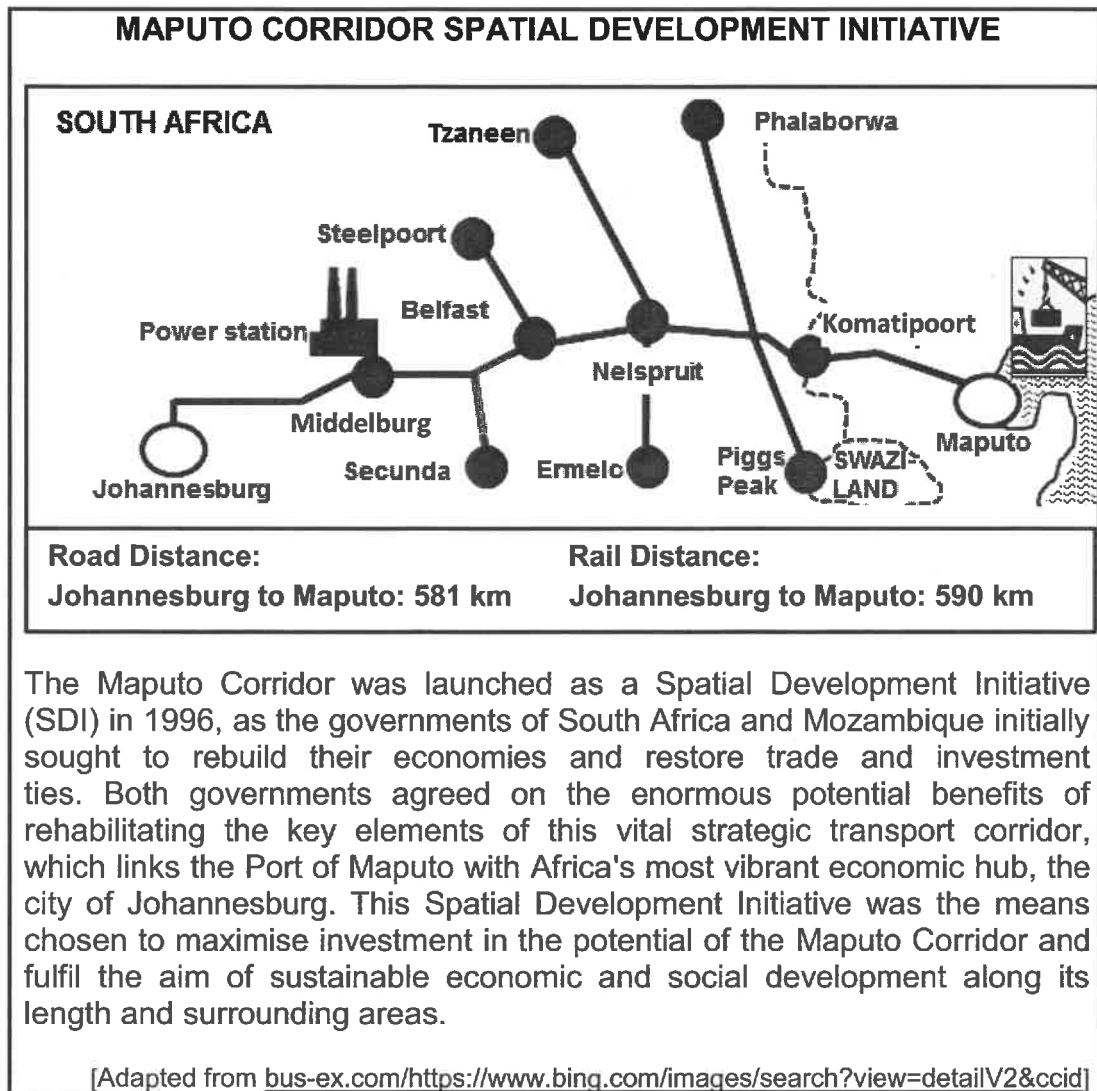 MAPUTO CORRIDOR SPATIAL DEVELOPMENT INITIATIVE
SOUTH AFRICA
Tzaneen
Phalaborwa
Steelpoort
Belfast
Komatipoort
Power station
Nelspruit
Middelburg
Maputo
Secunda
Ermelo
Piggs
Peak
SWAZI-
LAND
Johannesburg
Road Distance:
Johannesburg to Maputo: 581 km
Rail Distance:
Johannesburg to Maputo: 590 km
The Maputo Corridor was launched as a Spatial Development Initiative
(SDI) in 1996, as the governments of South Africa and Mozambique initially
sought to rebuild their economies and restore trade and investment
ties. Both governments agreed on the enormous potential benefits of
rehabilitating the key elements of this vital strategic transport corridor,
which links the Port of Maputo with Africa's most vibrant economic hub, the
city of Johannesburg. This Spatial Development Initiative was the means
chosen to maximise investment in the potential of the Maputo Corridor and
fulfil the aim of sustainable economic and social development along its
length and surrounding areas.
[Adapted from bus-ex.com/https://www.bing.com/images/search?view=detailV2&ccid]